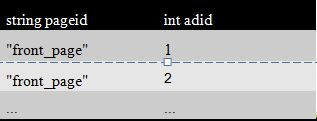 string pageid int adid
"front_page" 1
"front_page" 2
... ...